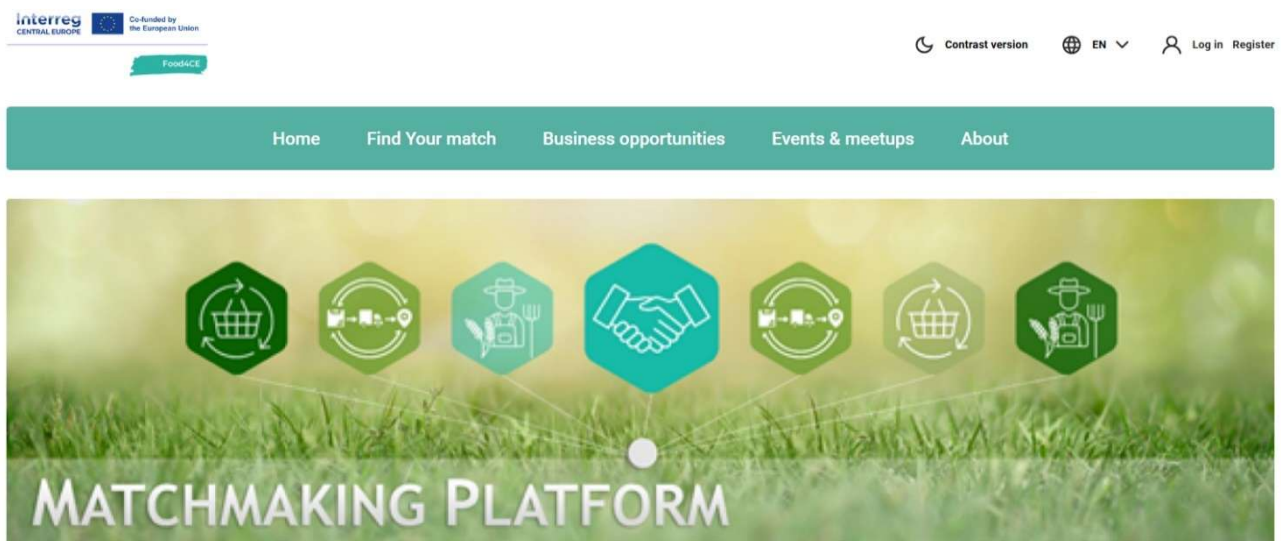 Interreg
CENTRAL EUROPE
Co-funded by
the European Union
Food4CE
Contrast version
EN
Log in Register
Home Find Your match Business opportunities Events & meetups About
MATCHMAKING PLATFORM